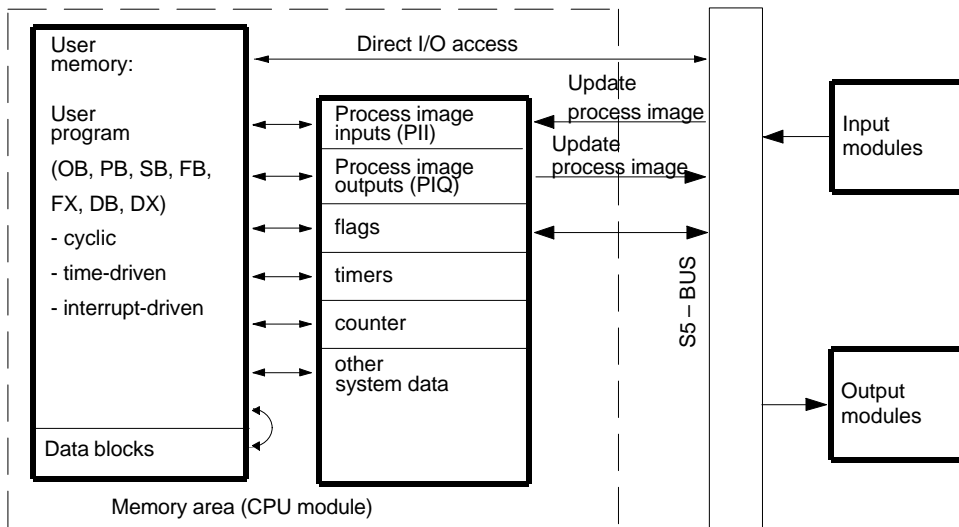 User
memory:
User
program
(OB, PB, SB, FB,
FX, DB, DX)
- cyclic
- time-driven
- interrupt-driven
Data blocks
Direct I/O access
Process image
inputs (PII)
Process image
outputs (PIQ)
flags
timers
counter
other
system data
Update
process image
Update
process image
S5 – BUS
Input
modules
Output
modules
Memory area (CPU module)